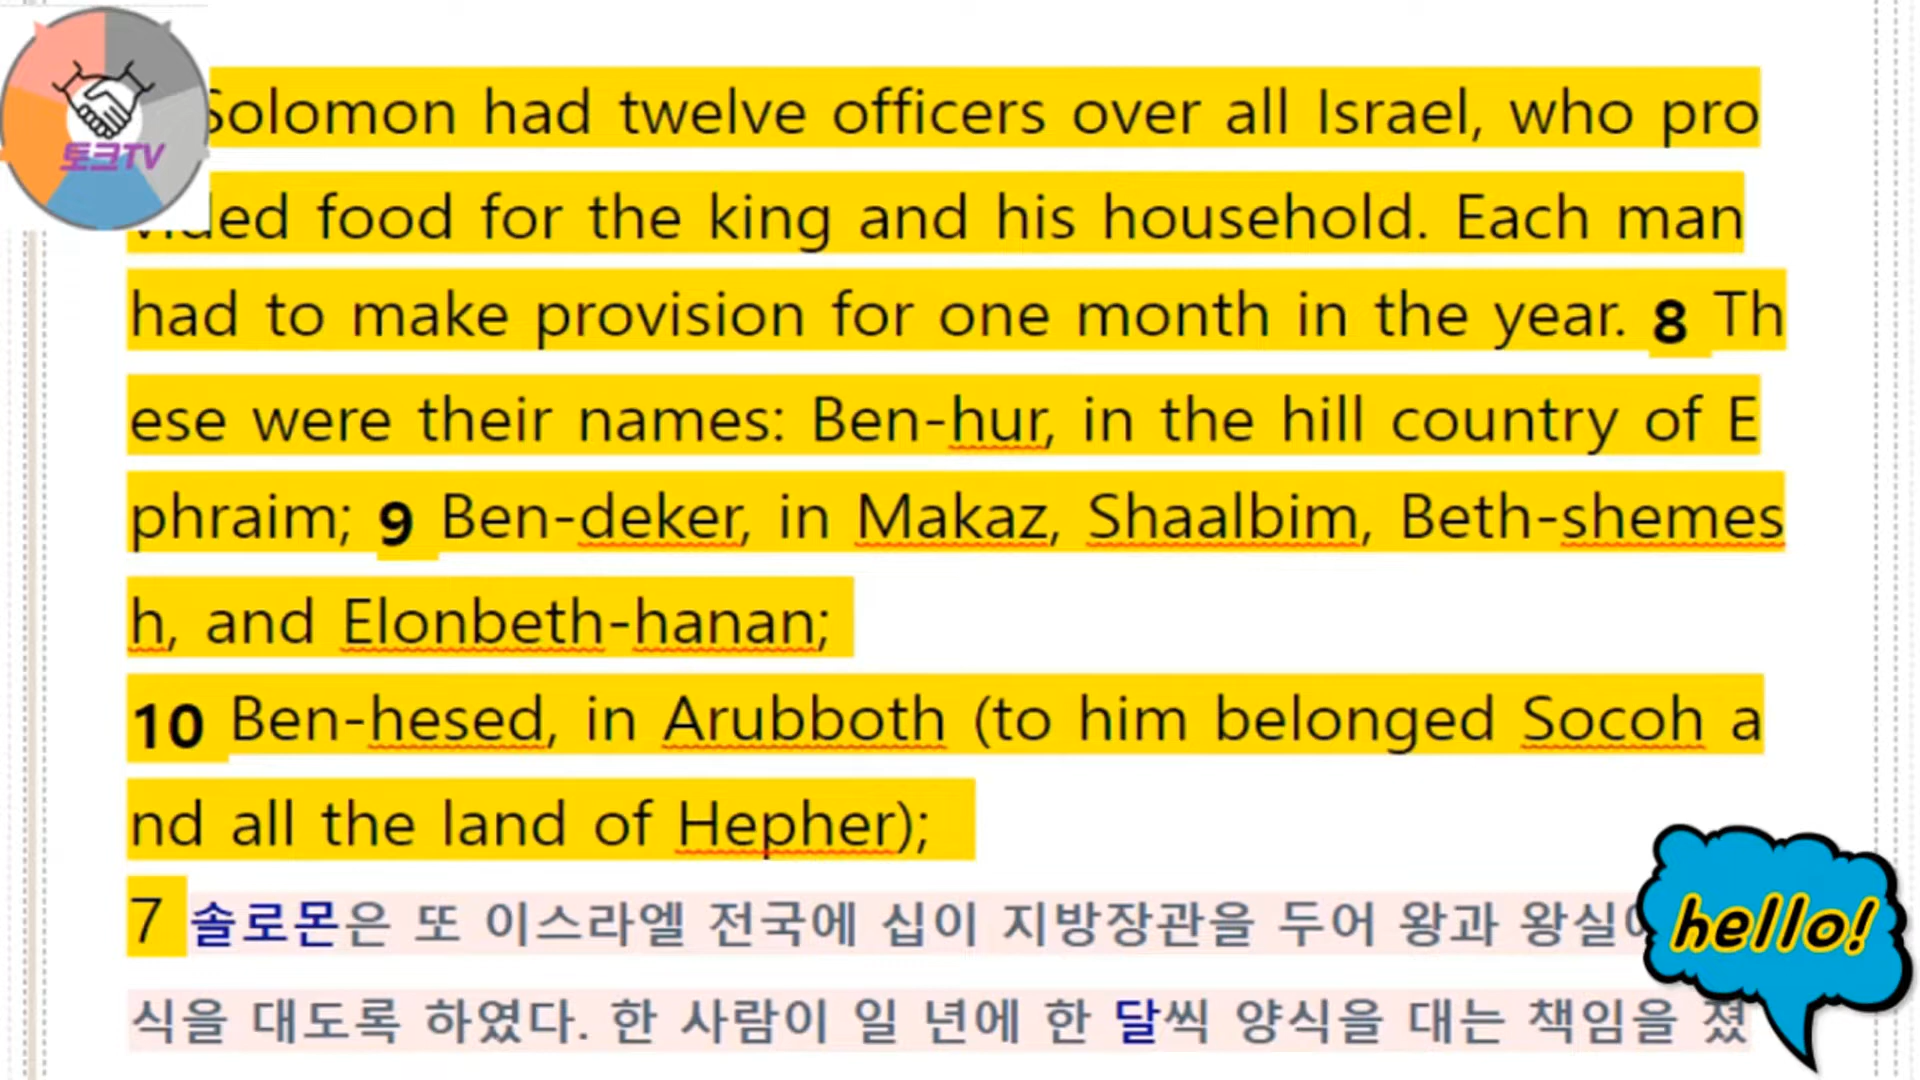 토크TV
Solomon had twelve officers over all Israel, who pro
vided food for the king and his household. Each man
had to make provision for one month in the year. 8 Th
ese were their names: Ben-hur, in the hill country of E
phraim; 9 Ben-deker, in Makaz, Shaalbim, Beth-shemes
h, and Elonbeth-hanan;
10 Ben-hesed, in Arubboth (to him belonged Socoh a
nd all the land of Hepher);
7 솔로몬은 또 이스라엘 전국에 십이 지방장관을 두어 왕과
식을 대도록 하였다. 한 사람이 일 년에 한 달씩 양식을 대는 책임을 졌
hello!